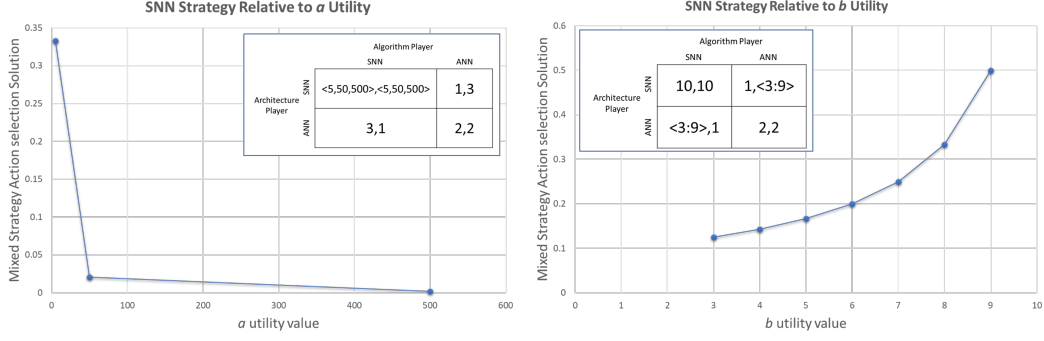 SNN Strategy Relative to a Utility
Mixed Strategy Action selection Solution
0.35
0.3
0.25
0.2
0.15
0.1
0.05
0
0 100 200 300 400 500 600
a utility value
Algorithm Player
SNN ANN
Architecture
Player
SNN
<5,50,500>,<5,50,500> 1,3
ANN
3,1 2,2
SNN Strategy Relative to b Utility
Mixed Strategy Action selection Solution
0.6
0.5
0.4
0.3
0.2
0.1
0
0 1 2 3 4 5 6 7 8 9 10
b utility value
Algorithm Player
SNN ANN
Architecture
Player
SNN
10,10 1,<3:9>
ANN
<3:9>,1 2,2